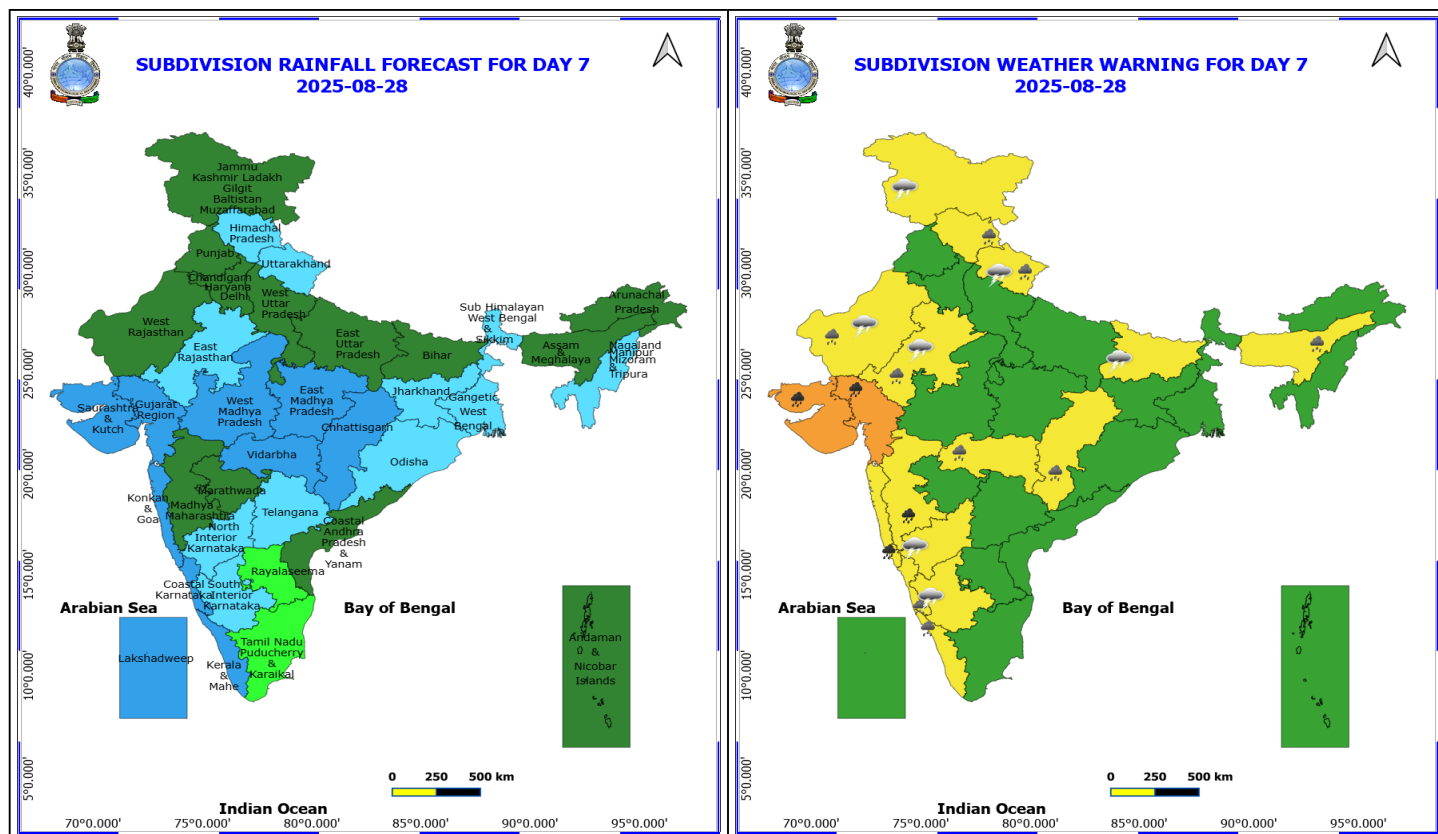 SUBDIVISION RAINFALL FORECAST FOR DAY 7
2025-08-28
40°0.000'
35°0.000'
30°0.000'
25°0.000'
20°0.000'
15°0.000'
10°0.000'
5°0.000'
Jammu
Kashmir Ladakh
Gilgit
Baltistan
Muzaffarabad
Himachal
Pradesh
Punjab
Uttarakhand
Chandigarh
Haryana
Delhi
West
Uttar
Pradesh
West
Rajasthan
East
Rajasthan
East
Uttar
Pradesh
Bihar
Sub Himalayan
West Bengal
&
Sikkim
Arunachal
Pradesh
Assam
&
Meghalaya
Nagaland
Manipur
Mizoram
&
Tripura
Saurashtra
&
Kutch
Gujarat
Region
West
Madhya
Pradesh
East
Madhya
Pradesh
Jharkhand
Gangetic
West
Bengal
Chhattisgarh
Vidarbha
Odisha
Konkan
&
Goa
Madhya
Maharashtra
Marathwada
Telangana
North
Interior
Karnataka
Coastal
Andhra
Pradesh
&
Yanam
Rayalaseema
Coastal
Karnataka
South
Interior
Karnataka
Arabian Sea
Bay of Bengal
Lakshadweep
Kerala
&
Mahe
Tamil Nadu
Puducherry
&
Karaikal
Andaman
&
Nicobar
Islands
0 250 500 km
Indian Ocean
70°0.000' 75°0.000' 80°0.000' 85°0.000' 90°0.000' 95°0.000'
SUBDIVISION WEATHER WARNING FOR DAY 7
2025-08-28
40°0.000'
35°0.000'
30°0.000'
25°0.000'
20°0.000'
15°0.000'
10°0.000'
5°0.000'
Arabian Sea
Bay of Bengal
0 250 500 km
Indian Ocean
70°0.000' 75°0.000' 80°0.000' 85°0.000' 90°0.000' 95°0.000'